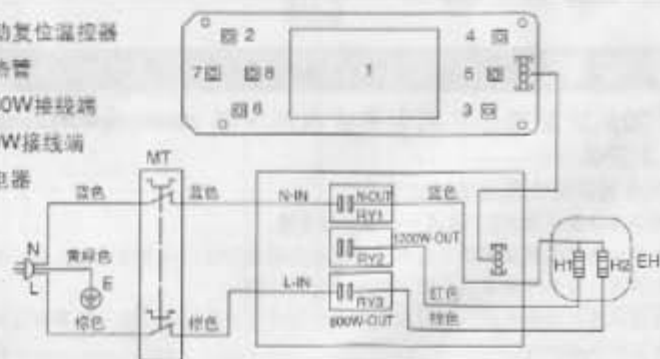 动复位温控器
热管
0W接级端
W接线端
电器
2
4
7
8
1
5
6
3
MT
蓝色
蓝色
N-IN
N-OUT
RY1
蓝色
1200W-OUT
RY2
N
黄绿色
L
E
L-IN
RY3
红色
H1
H2
EH
棕色
棕色
800W-OUT
棕色